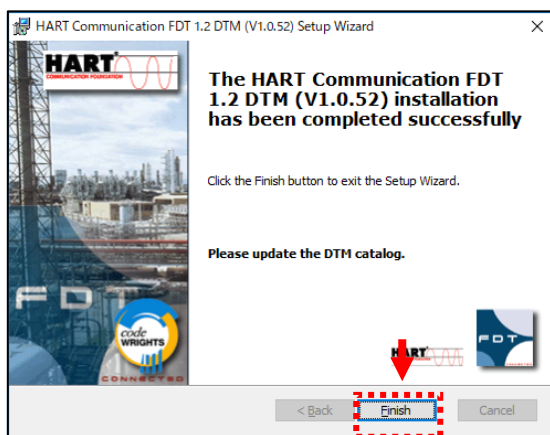 HART Communication FDT 1.2 DTM (V1.0.52) Setup Wizard
HART
COMMUNICATION FOUNDATION
The HART Communication FDT
1.2 DTM (V1.0.52) installation
has been completed successfully
Click the Finish button to exit the Setup Wizard.
Please update the DTM catalog.
FDT
code
WRIGHTS
CONNECTED
HART
FDT
< Back
Finish
Cancel